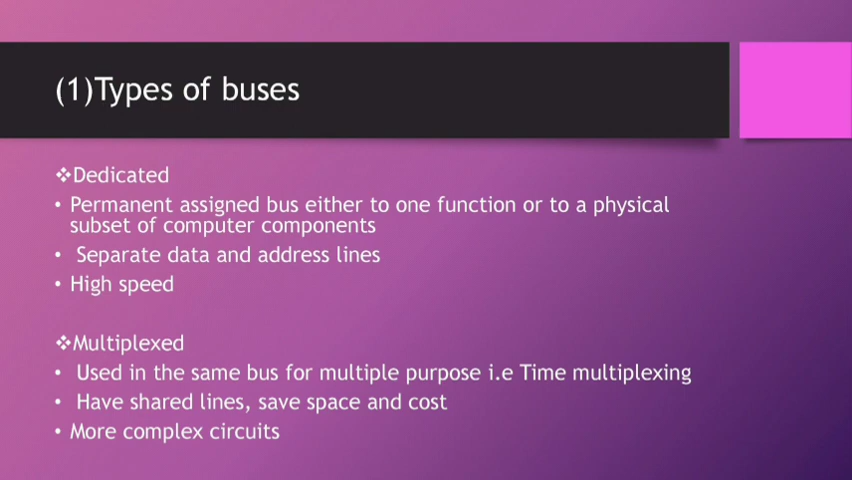 (1)Types of buses
❖Dedicated
• Permanent assigned bus either to one function or to a physical
subset of computer components
• Separate data and address lines
• High speed
❖Multiplexed
• Used in the same bus for multiple purpose i.e Time multiplexing
• Have shared lines, save space and cost
• More complex circuits